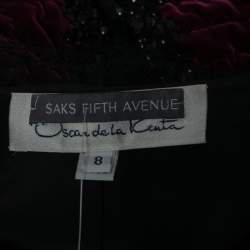 SAKS FIFTH AVENUE
Oscar de la Renta
8